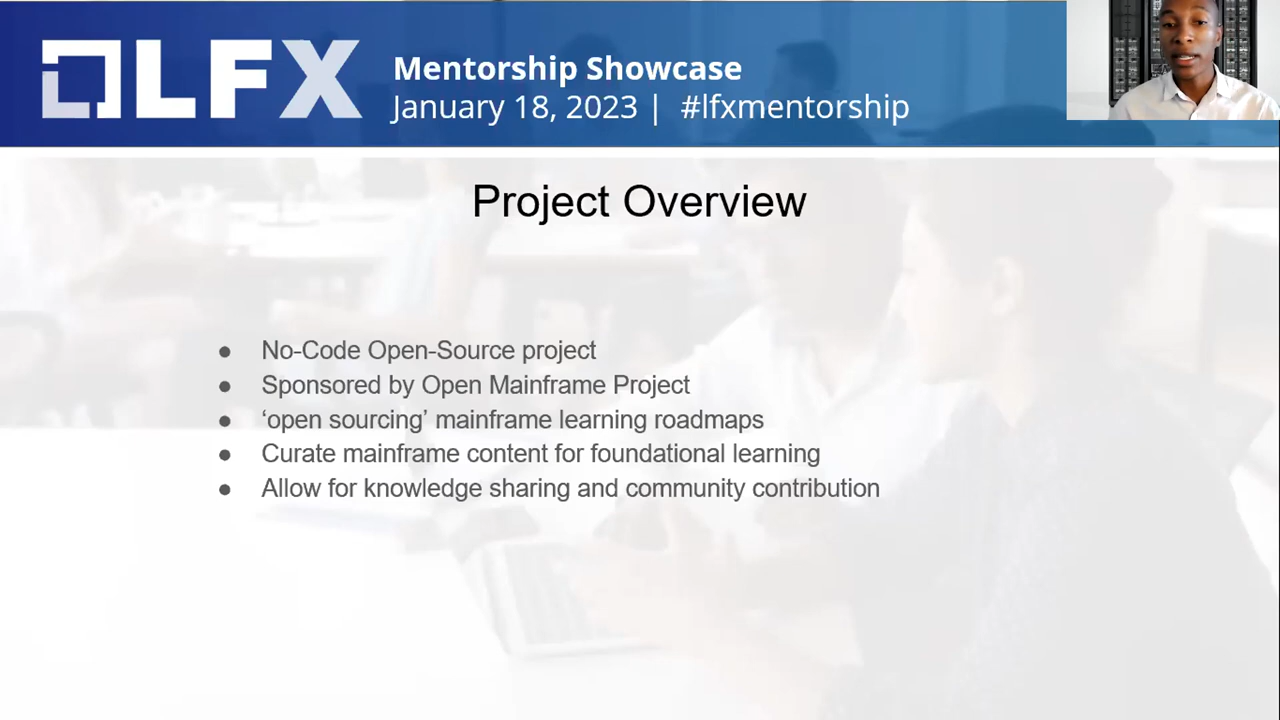 LFX
Mentorship Showcase
January 18, 2023 | #lfxmentorship
Project Overview
● No-Code Open-Source project
● Sponsored by Open Mainframe Project
● ‘open sourcing’ mainframe learning roadmaps
● Curate mainframe content for foundational learning
● Allow for knowledge sharing and community contribution